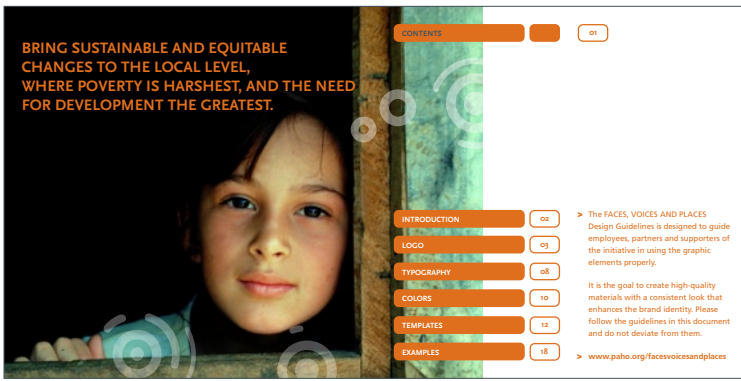 BRING SUSTAINABLE AND EQUITABLE
CHANGES TO THE LOCAL LEVEL,
WHERE POVERTY IS HARSHEST, AND THE NEED
FOR DEVELOPMENT THE GREATEST.
CONTENTS
01
INTRODUCTION 02
LOGO 03
TYPOGRAPHY 08
COLORS 10
TEMPLATES 12
EXAMPLES 18
> The FACES, VOICES AND PLACES
Design Guidelines is designed to guide
employees, partners and supporters of
the initiative in using the graphic
elements properly.
It is the goal to create high-quality
materials with a consistent look that
enhances the brand identity. Please
follow the guidelines in this document
and do not deviate from them.
> www.paho.org/facesvoicesandplaces